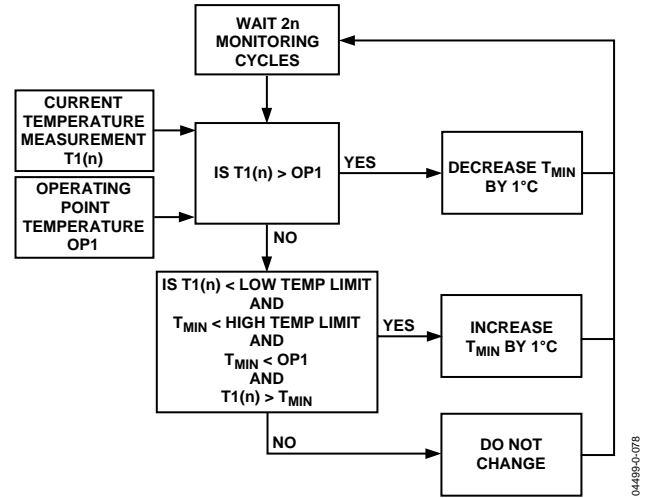 WAIT 2n
MONITORING
CYCLES
CURRENT
TEMPERATURE
MEASUREMENT
T1(n)
OPERATING
POINT
TEMPERATURE
OP1
IS T1(n) > OP1
YES
DECREASE TMIN
BY 1°C
NO
IS T1(n) < LOW TEMP LIMIT
AND
TMIN < HIGH TEMP LIMIT
AND
TMIN < OP1
AND
T1(n) > TMIN
YES
INCREASE
TMIN BY 1°C
NO
DO NOT
CHANGE
04499-0-078